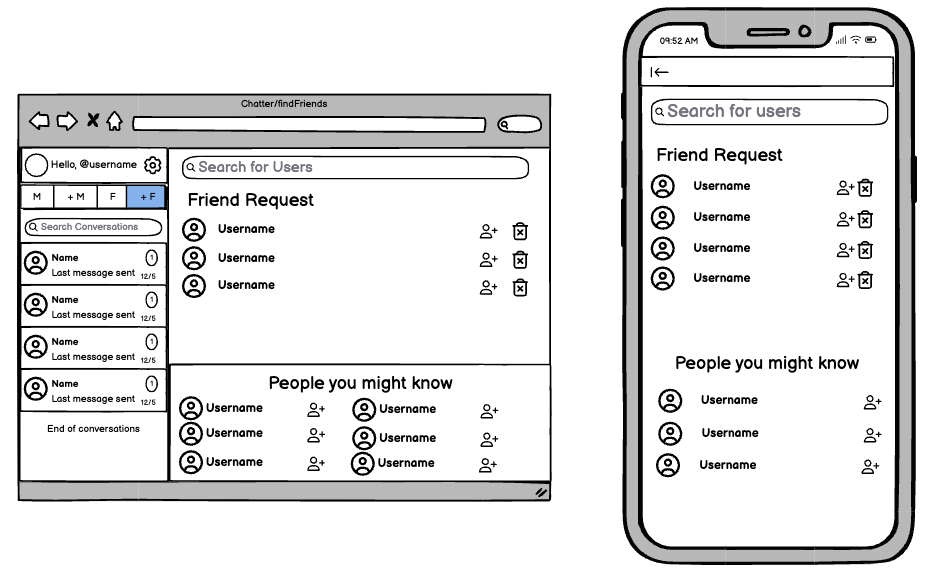 Chatter/findFriends
Hello, @username
M + M F + F
Search Conversations
Name 1
Last message sent 12/5
Name 1
Last message sent 12/5
Name 1
Last message sent 12/5
Name 1
Last message sent 12/5
End of conversations
Search for Users
Friend Request
Username
Username
Username
People you might know
Username Username
Username Username
Username Username
09:52 AM
Search for users
Friend Request
Username
Username
Username
Username
People you might know
Username
Username
Username